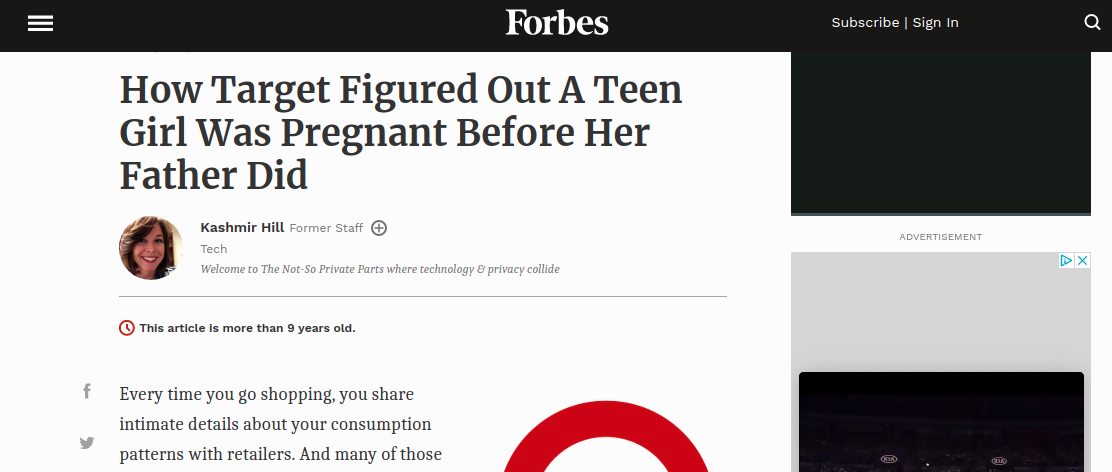 Forbes
Subscribe | Sign In
How Target Figured Out A Teen
Girl Was Pregnant Before Her
Father Did
Kashmir Hill Former Staff
Tech
Welcome to The Not-So Private Parts where technology & privacy collide
This article is more than 9 years old.
Every time you go shopping, you share
intimate details about your consumption
patterns with retailers. And many of those
ADVERTISEMENT
KIA
KIA